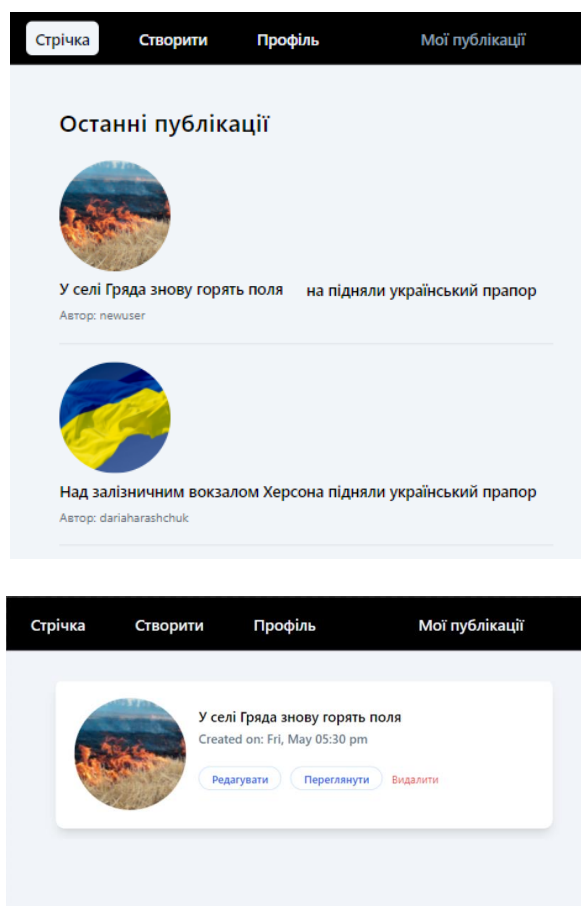 Стрічка Створити Профіль Мої публікації
Останні публікації
У селі Гряда знову горять поля на підняли український прапор
Автор: newuser
Над залізничним вокзалом Херсона підняли український прапор
Автор: dariaharashchuk
Стрічка Створити Профіль Мої публікації
У селі Гряда знову горять поля
Created on: Fri, May 05:30 pm
Редагувати Переглянути Видалити